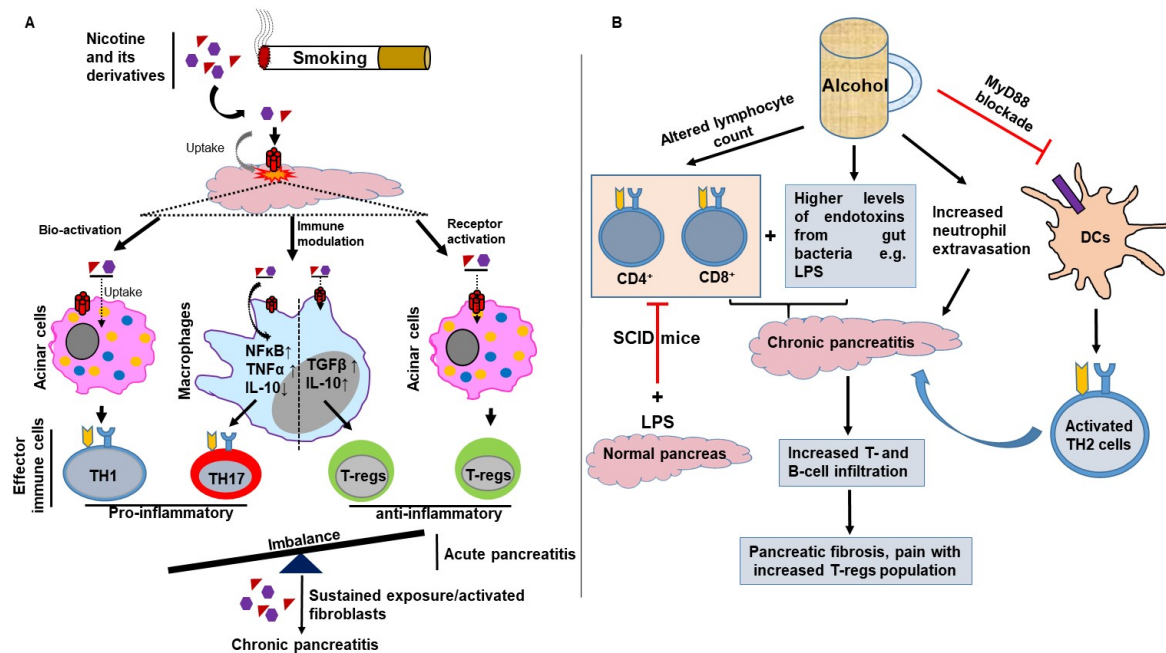 A
Nicotine
and its
derivatives
Smoking
Uptake
Bio-activation
Immune
modulation
Receptor
activation
Uptake
Acinar cells
Macrophages
NFκB↑
TNFα ↑
IL-10↓
TGFβ ↑
IL-10↑
Acinar cells
Effector
immune cells
TH1
TH17
T-regs
T-regs
Pro-inflammatory
anti-inflammatory
Imbalance
Acute pancreatitis
Sustained exposure/activated
fibroblasts
Chronic pancreatitis
B
Alcohol
MyD88
blockade
Altered lymphocyte
count
CD4⁺
CD8⁺
+
Higher levels
of endotoxins
from gut
bacteria e.g.
LPS
Increased
neutrophil
extravasation
DCs
SCID mice
+
LPS
Normal pancreas
Chronic pancreatitis
Activated
TH2 cells
Increased T- and
B-cell infiltration
Pancreatic fibrosis, pain with
increased T-regs population